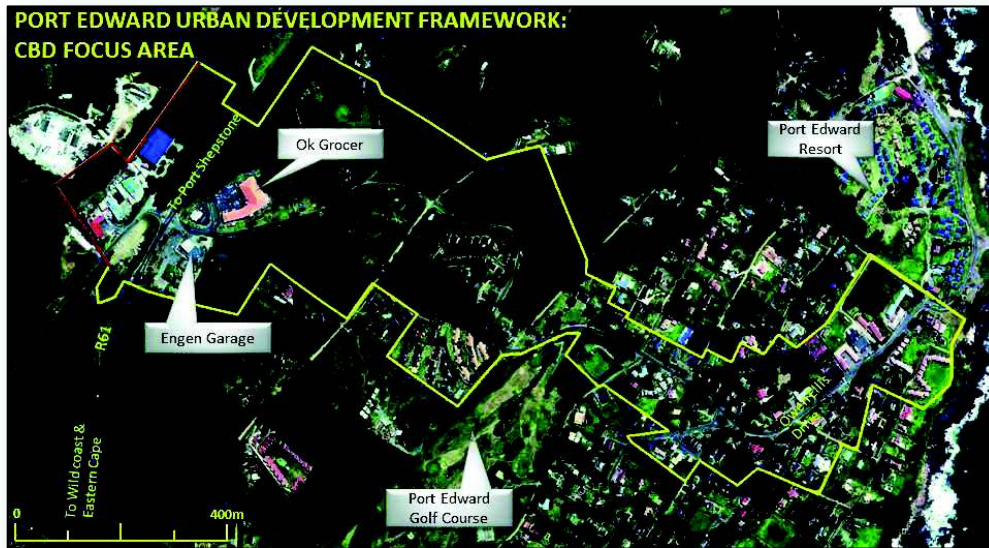 PORT EDWARD URBAN DEVELOPMENT FRAMEWORK:
CBD FOCUS AREA
Ok Grocer
Port Edward
Resort
To Port Shepstone
Engen Garage
R61
Drive
To Wild coast &
Eastern Cape
Port Edward
Golf Course
0
400m